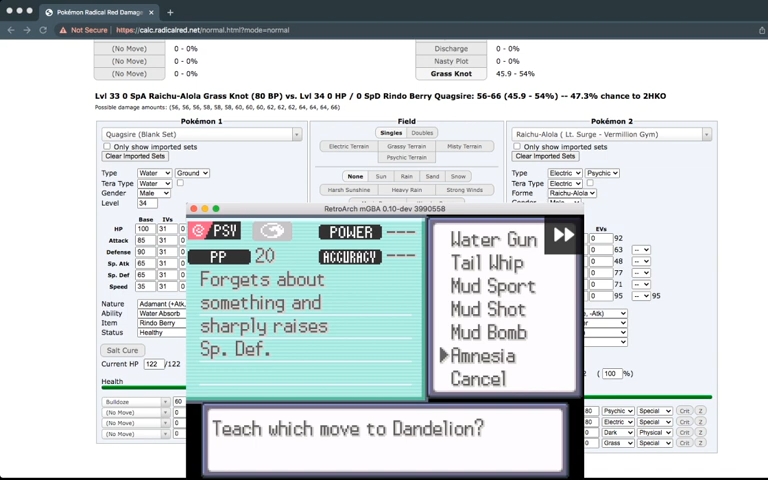 Pokémon Radical Red Damage
Not Secure
https://calc.radicalred.net/normal.html?mode=normal
(No Move) 0 - 0% Discharge 0 - 0%
(No Move) 0 - 0% Nasty Plot 0 - 0%
(No Move) 0 - 0% Grass Knot 45.9 - 54%
Lvl 33 0 SpA Raichu-Alola Grass Knot (80 BP) vs. Lvl 34 0 HP / 0 SpD Rindo Berry Quagsire: 56-66 (45.9 - 54%) -- 47.3% chance to 2HKO
Possible damage amounts: (56, 56, 56, 58, 58, 58, 60, 60, 60, 62, 62, 62, 64, 64, 64, 66)
Pokémon 1
Quagsire (Blank Set)
Only show imported sets
Clear Imported Sets
Type Water Ground
Tera Type Water
Gender Male
Level 34
Base IVs
HP 100 31
Attack 85 31
Defense 90 31
Sp. Atk 65 31
Sp. Def 65 31
Speed 35 31
Nature Adamant (+Atk,
Ability Water Absorb
Item Rindo Berry
Status Healthy
Salt Cure
Current HP 122 /122
Health
Bulldoze 60
(No Move) 0
(No Move) 0
(No Move) 0
Field
Singles Doubles
Electric Terrain Grassy Terrain Misty Terrain
Psychic Terrain
None Sun Rain Sand Snow
Harsh Sunshine Heavy Rain Strong Winds
Pokémon 2
Raichu-Alola ( Lt. Surge - Vermillion Gym)
Only show imported sets
Clear Imported Sets
Type Electric Psychic
Tera Type Electric
Forme Raichu-Alola
Gender Male
EVs
0 92
0 63 --
0 48 --
0 77 --
0 71 --
0 95 -- 95
, -Atk)
( 100 %)
80 Psychic Special Crit Z
Electric Special Crit Z
0 Dark Physical Crit Z
0 Grass Special Crit Z
RetroArch mGBA 0.10-dev 3990558
PSY POWER ---
PP 20 ACCURACY ---
Forgets about
something and
sharply raises
Sp. Def.
Water Gun
Tail Whip
Mud Sport
Mud Shot
Mud Bomb
Amnesia
Cancel
Teach which move to Dandelion?